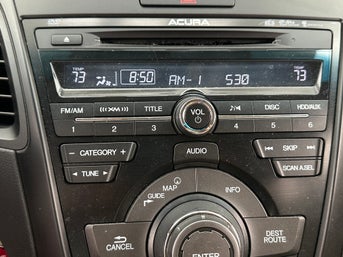 ACURA
TEMP 73 8:50 AM-1 530 TEMP 73
FM/AM (((XM))) TITLE VOL DISC HDD/AUX
1 2 3 4 5 6
− CATEGORY + AUDIO SKIP
TUNE SCAN/A.SEL
MAP
GUIDE INFO
CANCEL DEST ROUTE
ENTER